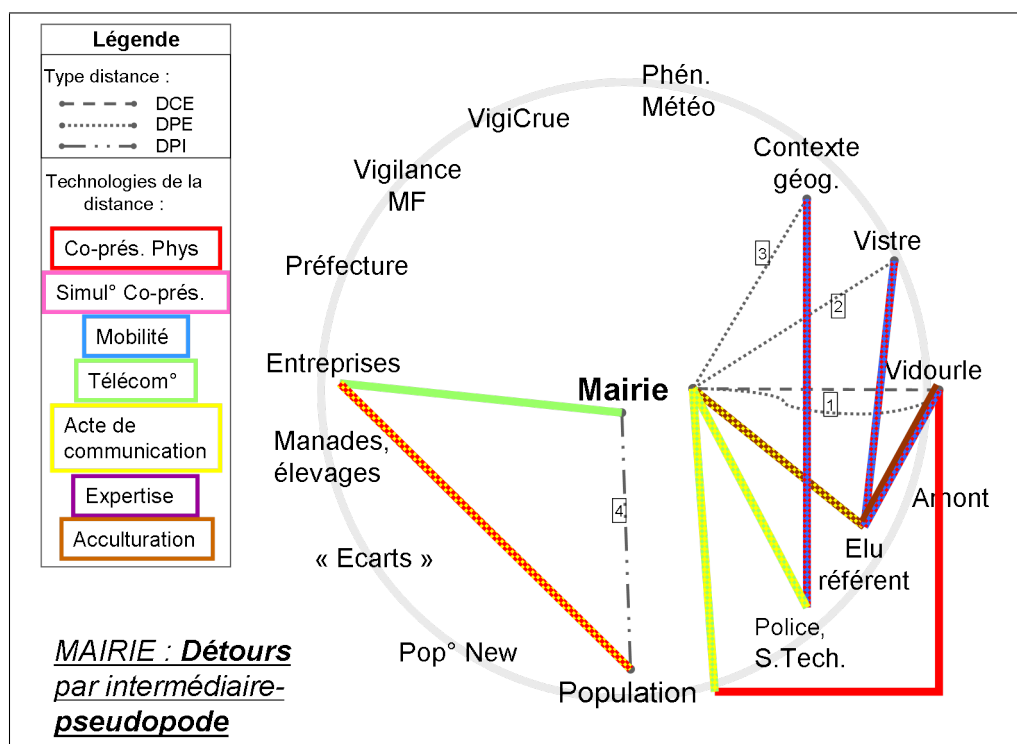 Légende
Type distance :
DCE
DPE
DPI
Technologies de la
distance :
Co-prés. Phys
Simul° Co-prés.
Mobilité
Télécom°
Acte de
communication
Expertise
Acculturation
MAIRIE : Détours
par intermédiaire-
pseudopode
Phén.
Météo
VigiCrue
Contexte
géog.
Vigilance
MF
Vistre
3
Préfecture
2
Entreprises
Vidourle
Mairie
1
Manades,
élevages
Amont
4
Elu
référent
« Ecarts »
Police,
S.Tech.
Pop° New
Population